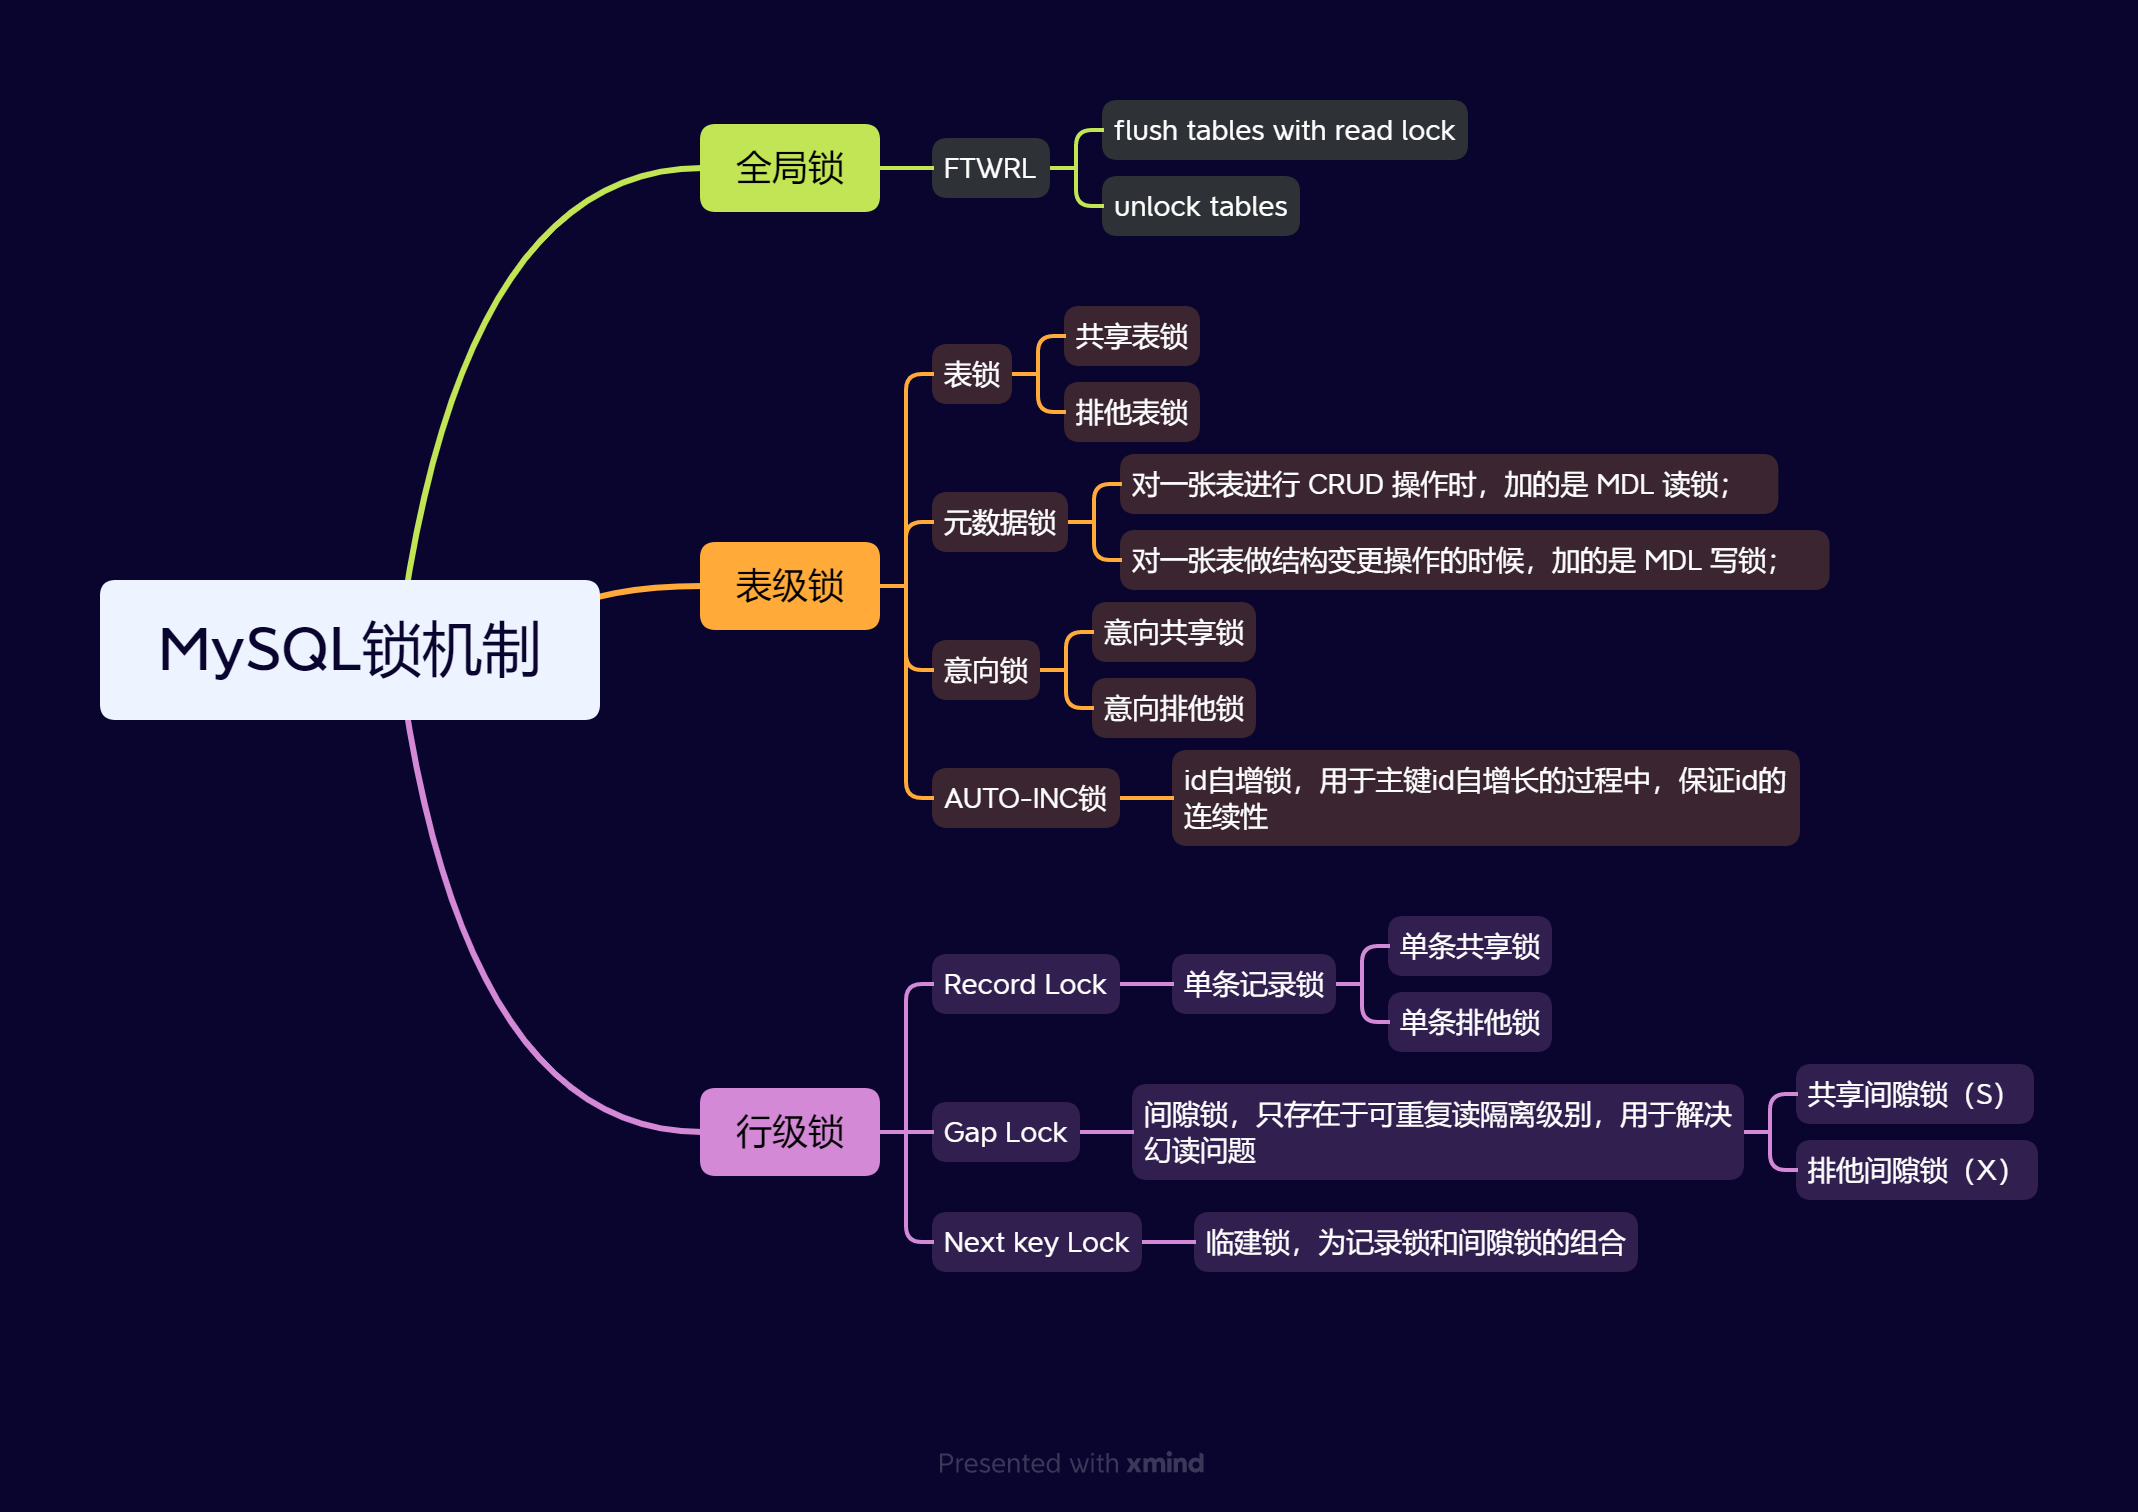 MySQL锁机制
全局锁
FTWRL
flush tables with read lock
unlock tables
表级锁
表锁
共享表锁
排他表锁
元数据锁
对一张表进行 CRUD 操作时，加的是 MDL 读锁；
对一张表做结构变更操作的时候，加的是 MDL 写锁；
意向锁
意向共享锁
意向排他锁
AUTO-INC锁
id自增锁，用于主键id自增长的过程中，保证id的
连续性
行级锁
Record Lock
单条记录锁
单条共享锁
单条排他锁
Gap Lock
间隙锁，只存在于可重复读隔离级别，用于解决
幻读问题
共享间隙锁（S）
排他间隙锁（X）
Next key Lock
临建锁，为记录锁和间隙锁的组合
Presented with xmind